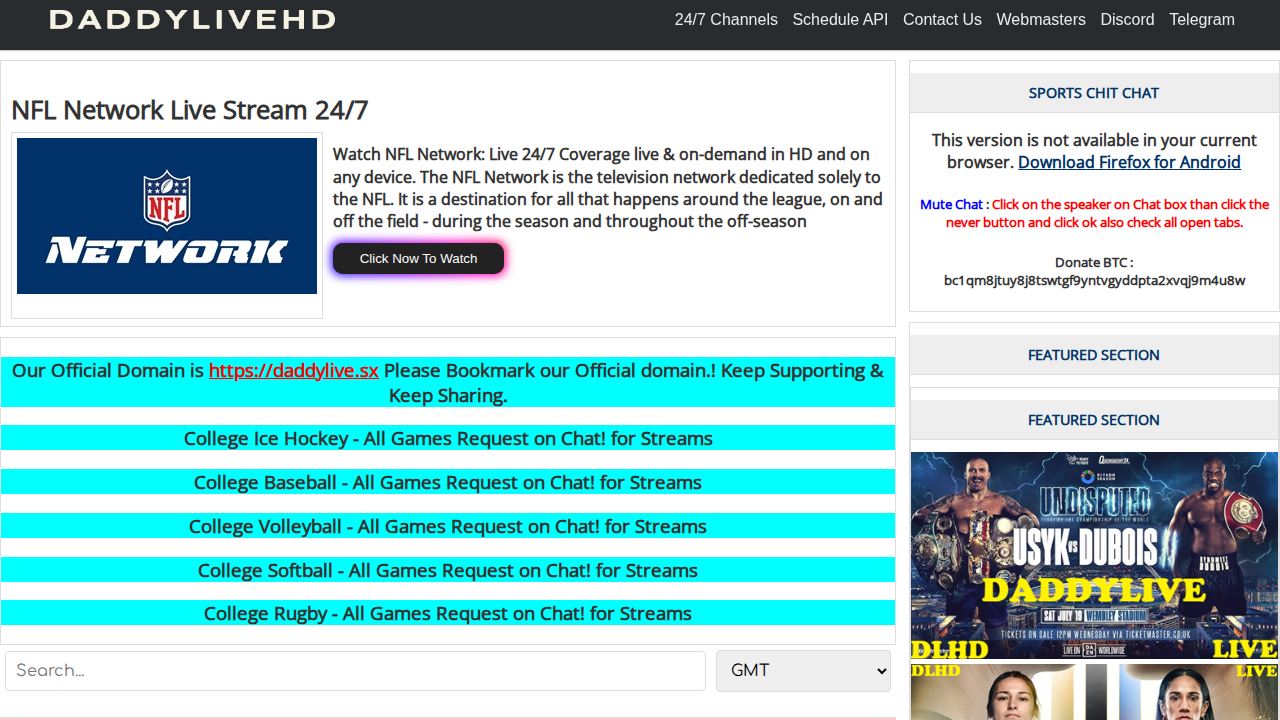 DADDYLIVEHD
24/7 Channels Schedule API Contact Us Webmasters Discord Telegram
NFL Network Live Stream 24/7
NFL
NETWORK
Watch NFL Network: Live 24/7 Coverage live & on-demand in HD and on
any device. The NFL Network is the television network dedicated solely to
the NFL. It is a destination for all that happens around the league, on and
off the field - during the season and throughout the off-season
Click Now To Watch
Our Official Domain is https://daddylive.sx Please Bookmark our Official domain.! Keep Supporting &
Keep Sharing.
College Ice Hockey - All Games Request on Chat! for Streams
College Baseball - All Games Request on Chat! for Streams
College Volleyball - All Games Request on Chat! for Streams
College Softball - All Games Request on Chat! for Streams
College Rugby - All Games Request on Chat! for Streams
Search...
GMT
SPORTS CHIT CHAT
This version is not available in your current
browser. Download Firefox for Android
Mute Chat : Click on the speaker on Chat box than click the
never button and click ok also check all open tabs.
Donate BTC :
bc1qm8jtuy8j8tswtgf9yntvgyddpta2xvqj9m4u8w
FEATURED SECTION
FEATURED SECTION
RIYADH
SEASON
UNDISPUTED
USYK VS DUBOIS
DADDYLIVE
SAT JULY 19 WEMBLEY STADIUM
TICKETS ON SALE 12PM WEDNESDAY VIA TICKETMASTER.CO.UK
LIVE ON DAZN WORLDWIDE
DLHD LIVE
DLHD LIVE